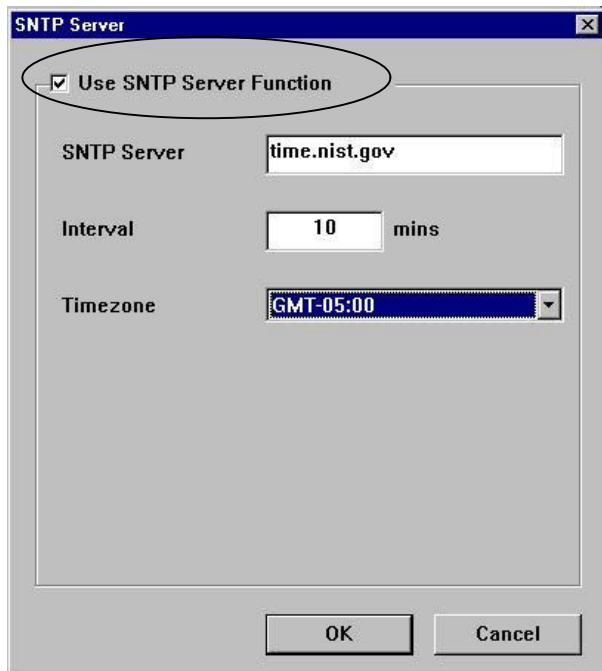 SNTP Server
Use SNTP Server Function
SNTP Server time.nist.gov
Interval 10 mins
Timezone GMT-05:00
OK Cancel